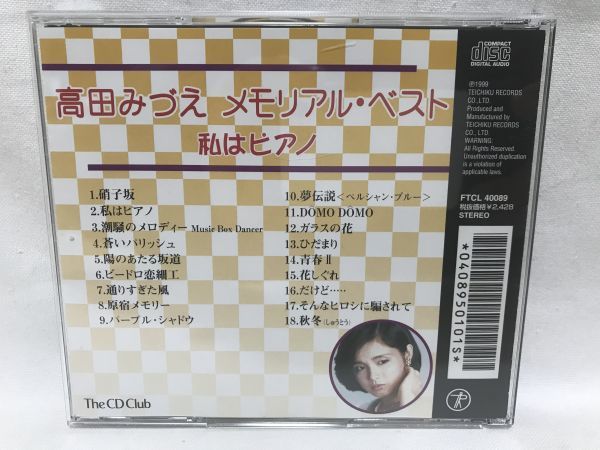 高田みづえ メモリアル・ベスト
私はピアノ
1.硝子坂
2.私はピアノ
3.潮騒のメロディー Music Box Dancer
4.蒼いパリッシュ
5.陽のあたる坂道
6.ビードロ恋細工
7.通りすぎた風
8.原宿メモリー
9.パープル・シャドウ
10.夢伝説<ペルシャン・ブルー>
11.DOMO DŌMO
12.ガラスの花
13.ひだまり
14.青春Ⅱ
15.花しぐれ
16.だけど‥‥
17.そんなヒロシに騙されて
18.秋冬(しゅうとう)
The CD Club
COMPACT
disc
DIGITAL AUDIO
℗1999
TEICHIKU RECORDS
CO.,LTD.
Produced and
Manufactured by
TEICHIKU RECORDS
CO., LTD.
WARNING:
All Rights Reserved.
Unauthorized duplication
is a violation of
applicable laws.
FTCL 40089
税抜価格￥2,428
STEREO
*0408950101S*